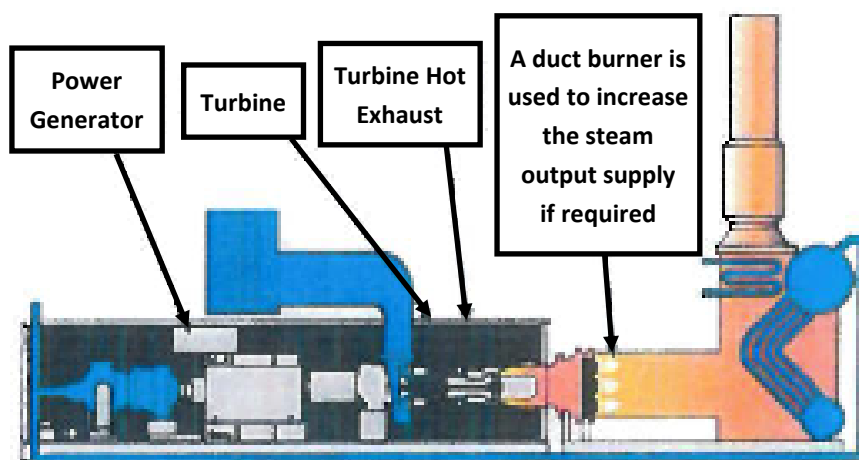 Power
Generator
Turbine
Turbine Hot
Exhaust
A duct burner is
used to increase
the steam
output supply
if required